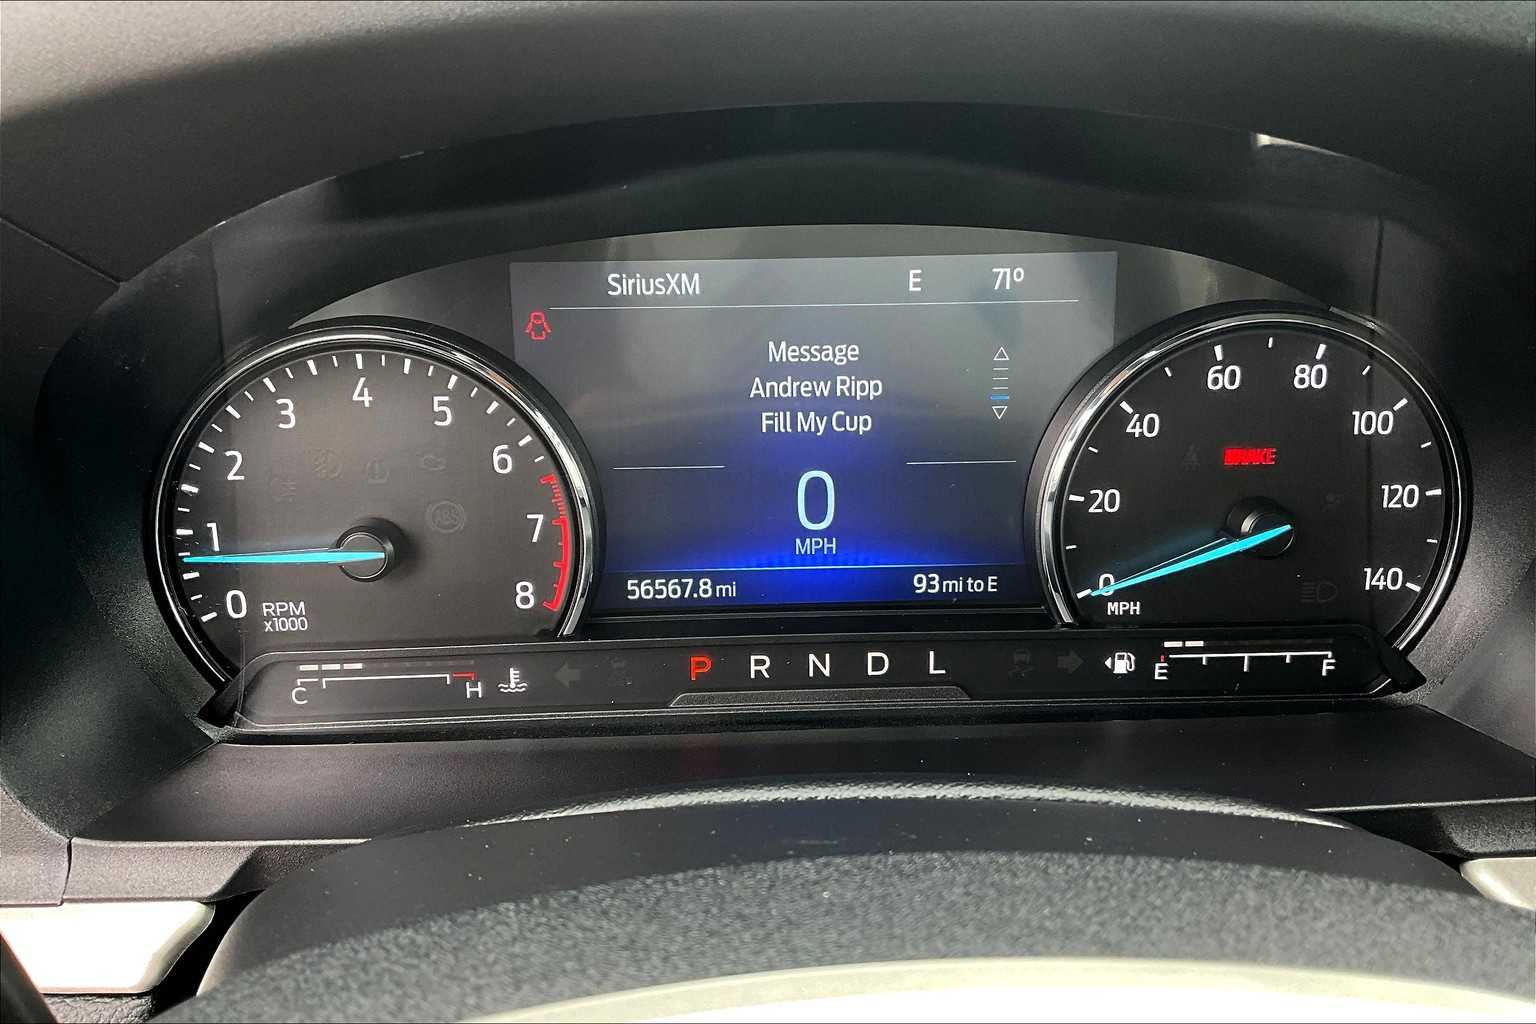 SiriusXM E 71°
Message
Andrew Ripp
Fill My Cup
0
MPH
56567.8 mi 93 mi to E
0 1 2 3 4 5 6 7 8
RPM
x1000
ABS
0 20 40 60 80 100 120 140
MPH
BRAKE
C H
P R N D L
E F